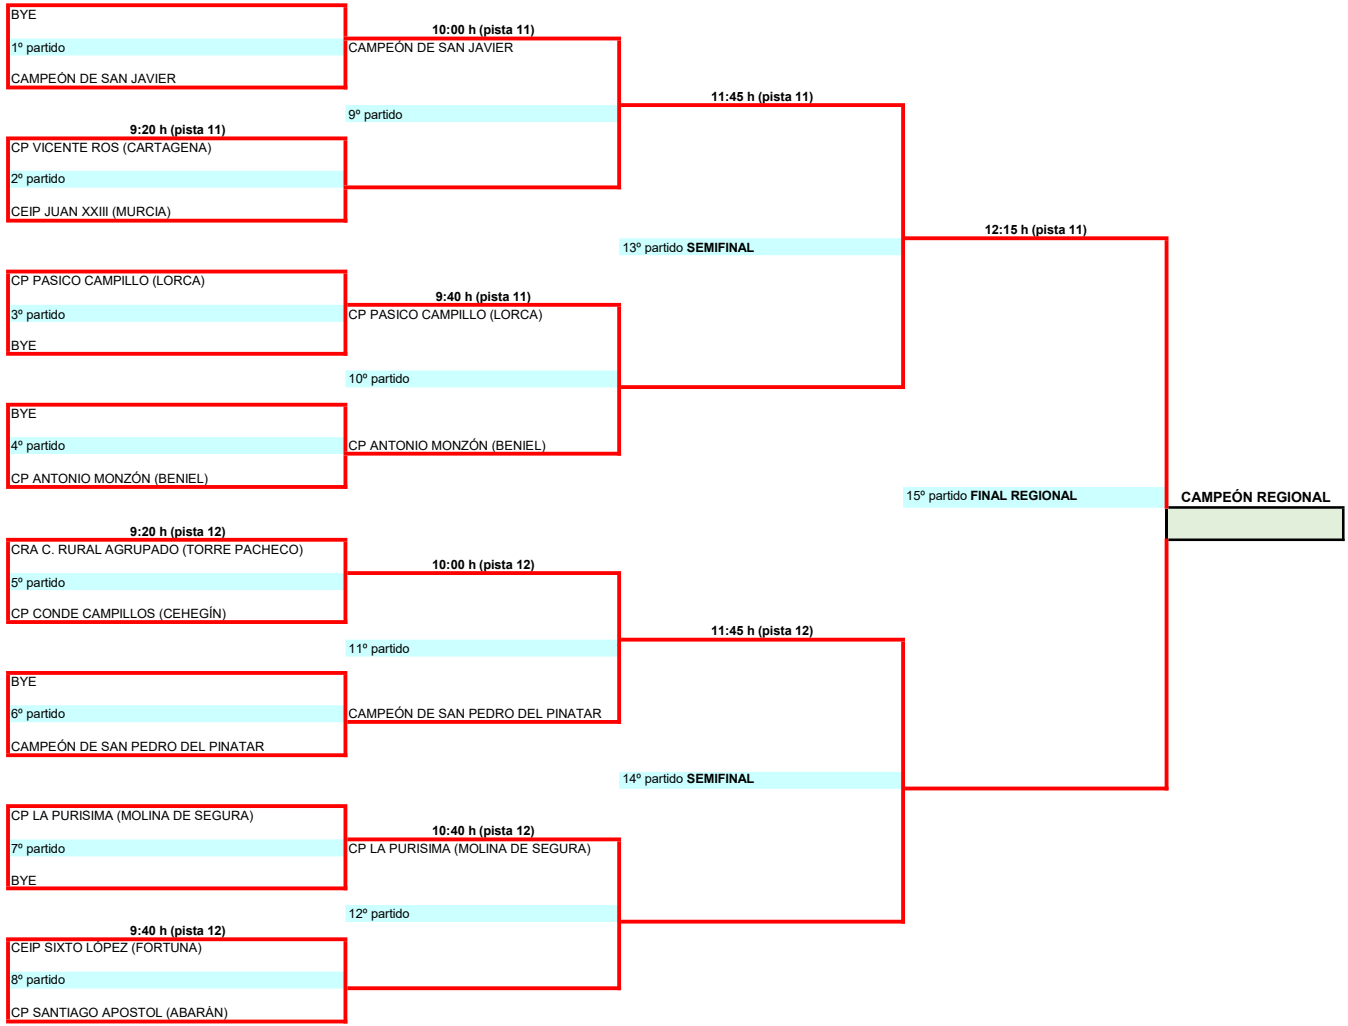 BYE
1º partido
CAMPEÓN DE SAN JAVIER
9:20 h (pista 11)
CP VICENTE ROS (CARTAGENA)
2º partido
CEIP JUAN XXIII (MURCIA)
CP PASICO CAMPILLO (LORCA)
3º partido
BYE
BYE
4º partido
CP ANTONIO MONZÓN (BENIEL)
9:20 h (pista 12)
CRA C. RURAL AGRUPADO (TORRE PACHECO)
5º partido
CP CONDE CAMPILLOS (CEHEGÍN)
BYE
6º partido
CAMPEÓN DE SAN PEDRO DEL PINATAR
CP LA PURISIMA (MOLINA DE SEGURA)
7º partido
BYE
9:40 h (pista 12)
CEIP SIXTO LÓPEZ (FORTUNA)
8º partido
CP SANTIAGO APOSTOL (ABARÁN)
10:00 h (pista 11)
CAMPEÓN DE SAN JAVIER
9º partido
9:40 h (pista 11)
CP PASICO CAMPILLO (LORCA)
10º partido
CP ANTONIO MONZÓN (BENIEL)
10:00 h (pista 12)
11º partido
CAMPEÓN DE SAN PEDRO DEL PINATAR
10:40 h (pista 12)
CP LA PURISIMA (MOLINA DE SEGURA)
12º partido
11:45 h (pista 11)
13º partido SEMIFINAL
11:45 h (pista 12)
14º partido SEMIFINAL
12:15 h (pista 11)
15º partido FINAL REGIONAL
CAMPEÓN REGIONAL